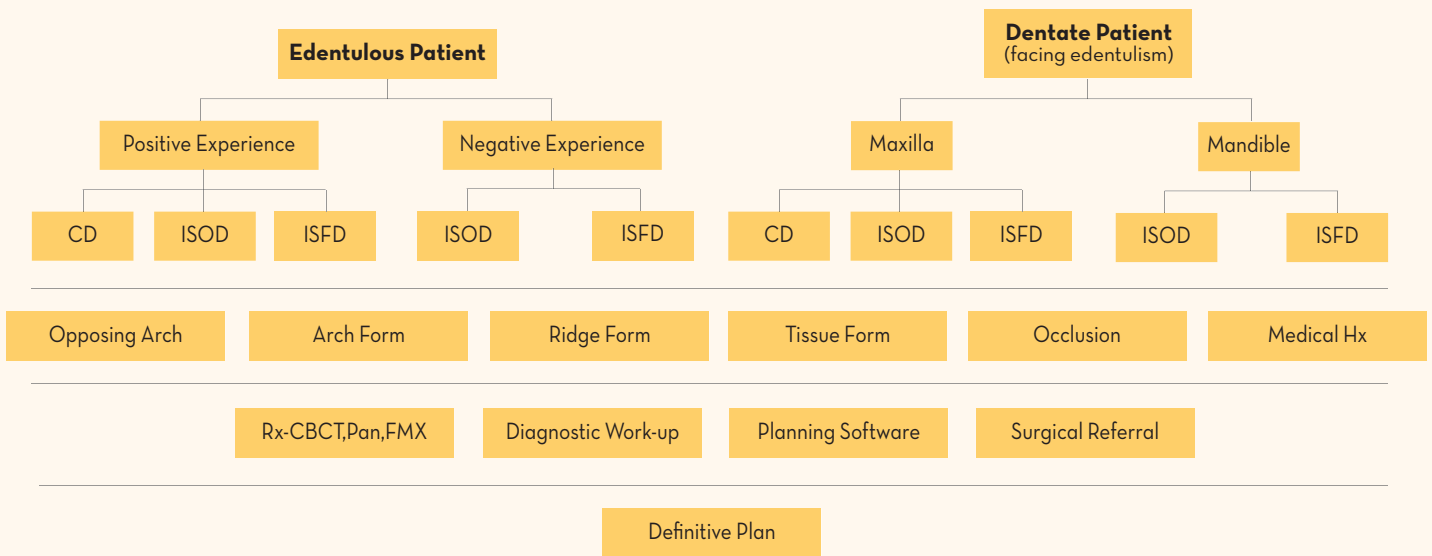 Edentulous Patient
Dentate Patient
(facing edentulism)
Positive Experience
Negative Experience
Maxilla
Mandible
CD
ISOD
ISFD
ISOD
ISFD
CD
ISOD
ISFD
ISOD
ISFD
Opposing Arch
Arch Form
Ridge Form
Tissue Form
Occlusion
Medical Hx
Rx-CBCT,Pan,FMX
Diagnostic Work-up
Planning Software
Surgical Referral
Definitive Plan